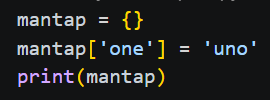 mantap = {}
mantap['one'] = 'uno'
print(mantap)